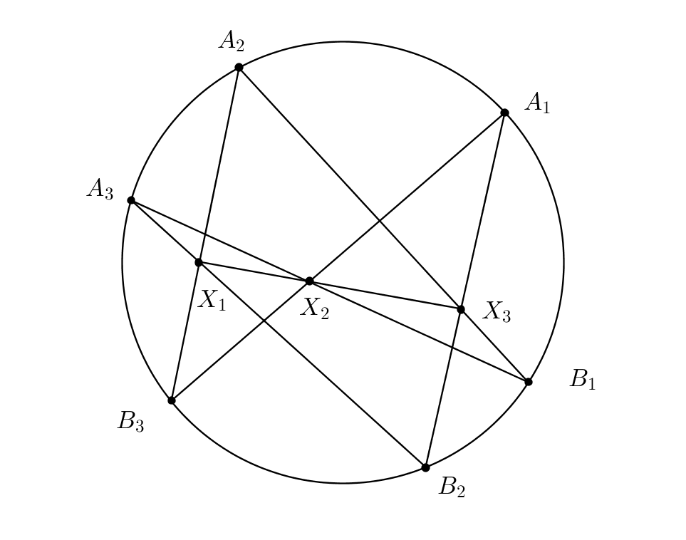 A₂
A₁
A₃
X₁
X₂
X₃
B₁
B₃
B₂